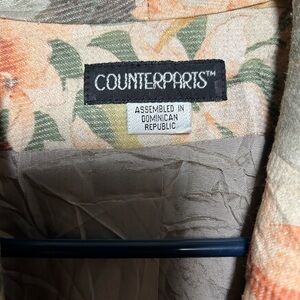 COUNTERPARTS™
ASSEMBLED IN
DOMINICAN
REPUBLIC